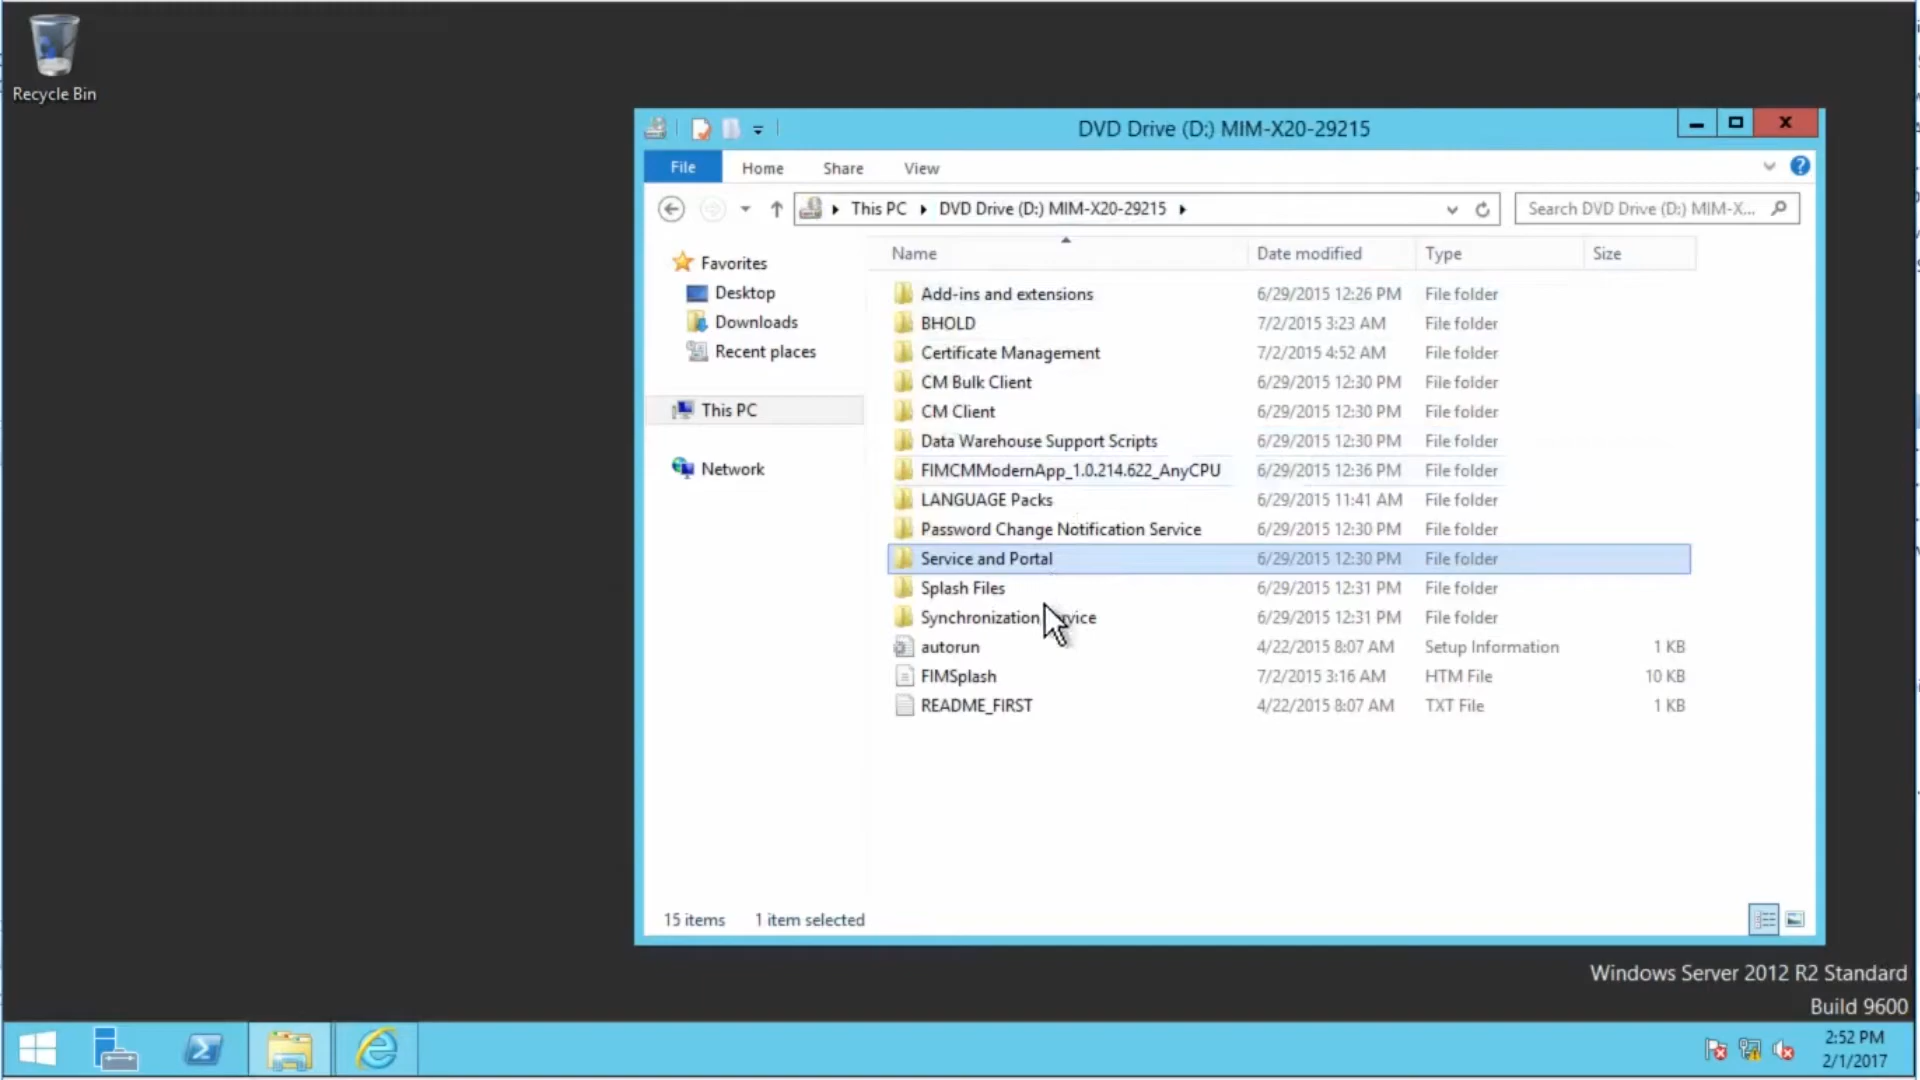 Recycle Bin
DVD Drive (D:) MIM-X20-29215
File Home Share View
This PC DVD Drive (D:) MIM-X20-29215 Search DVD Drive (D:) MIM-X...
Favorites
Desktop
Downloads
Recent places
This PC
Network
Name Date modified Type Size
Add-ins and extensions 6/29/2015 12:26 PM File folder
BHOLD 7/2/2015 3:23 AM File folder
Certificate Management 7/2/2015 4:52 AM File folder
CM Bulk Client 6/29/2015 12:30 PM File folder
CM Client 6/29/2015 12:30 PM File folder
Data Warehouse Support Scripts 6/29/2015 12:30 PM File folder
FIMCMModernApp_1.0.214.622_AnyCPU 6/29/2015 12:36 PM File folder
LANGUAGE Packs 6/29/2015 11:41 AM File folder
Password Change Notification Service 6/29/2015 12:30 PM File folder
Service and Portal 6/29/2015 12:30 PM File folder
Splash Files 6/29/2015 12:31 PM File folder
Synchronization 6/29/2015 12:31 PM File folder
autorun 4/22/2015 8:07 AM Setup Information 1 KB
FIMSplash 7/2/2015 3:16 AM HTM File 10 KB
README_FIRST 4/22/2015 8:07 AM TXT File 1 KB
15 items 1 item selected
Windows Server 2012 R2 Standard
Build 9600
2:52 PM
2/1/2017